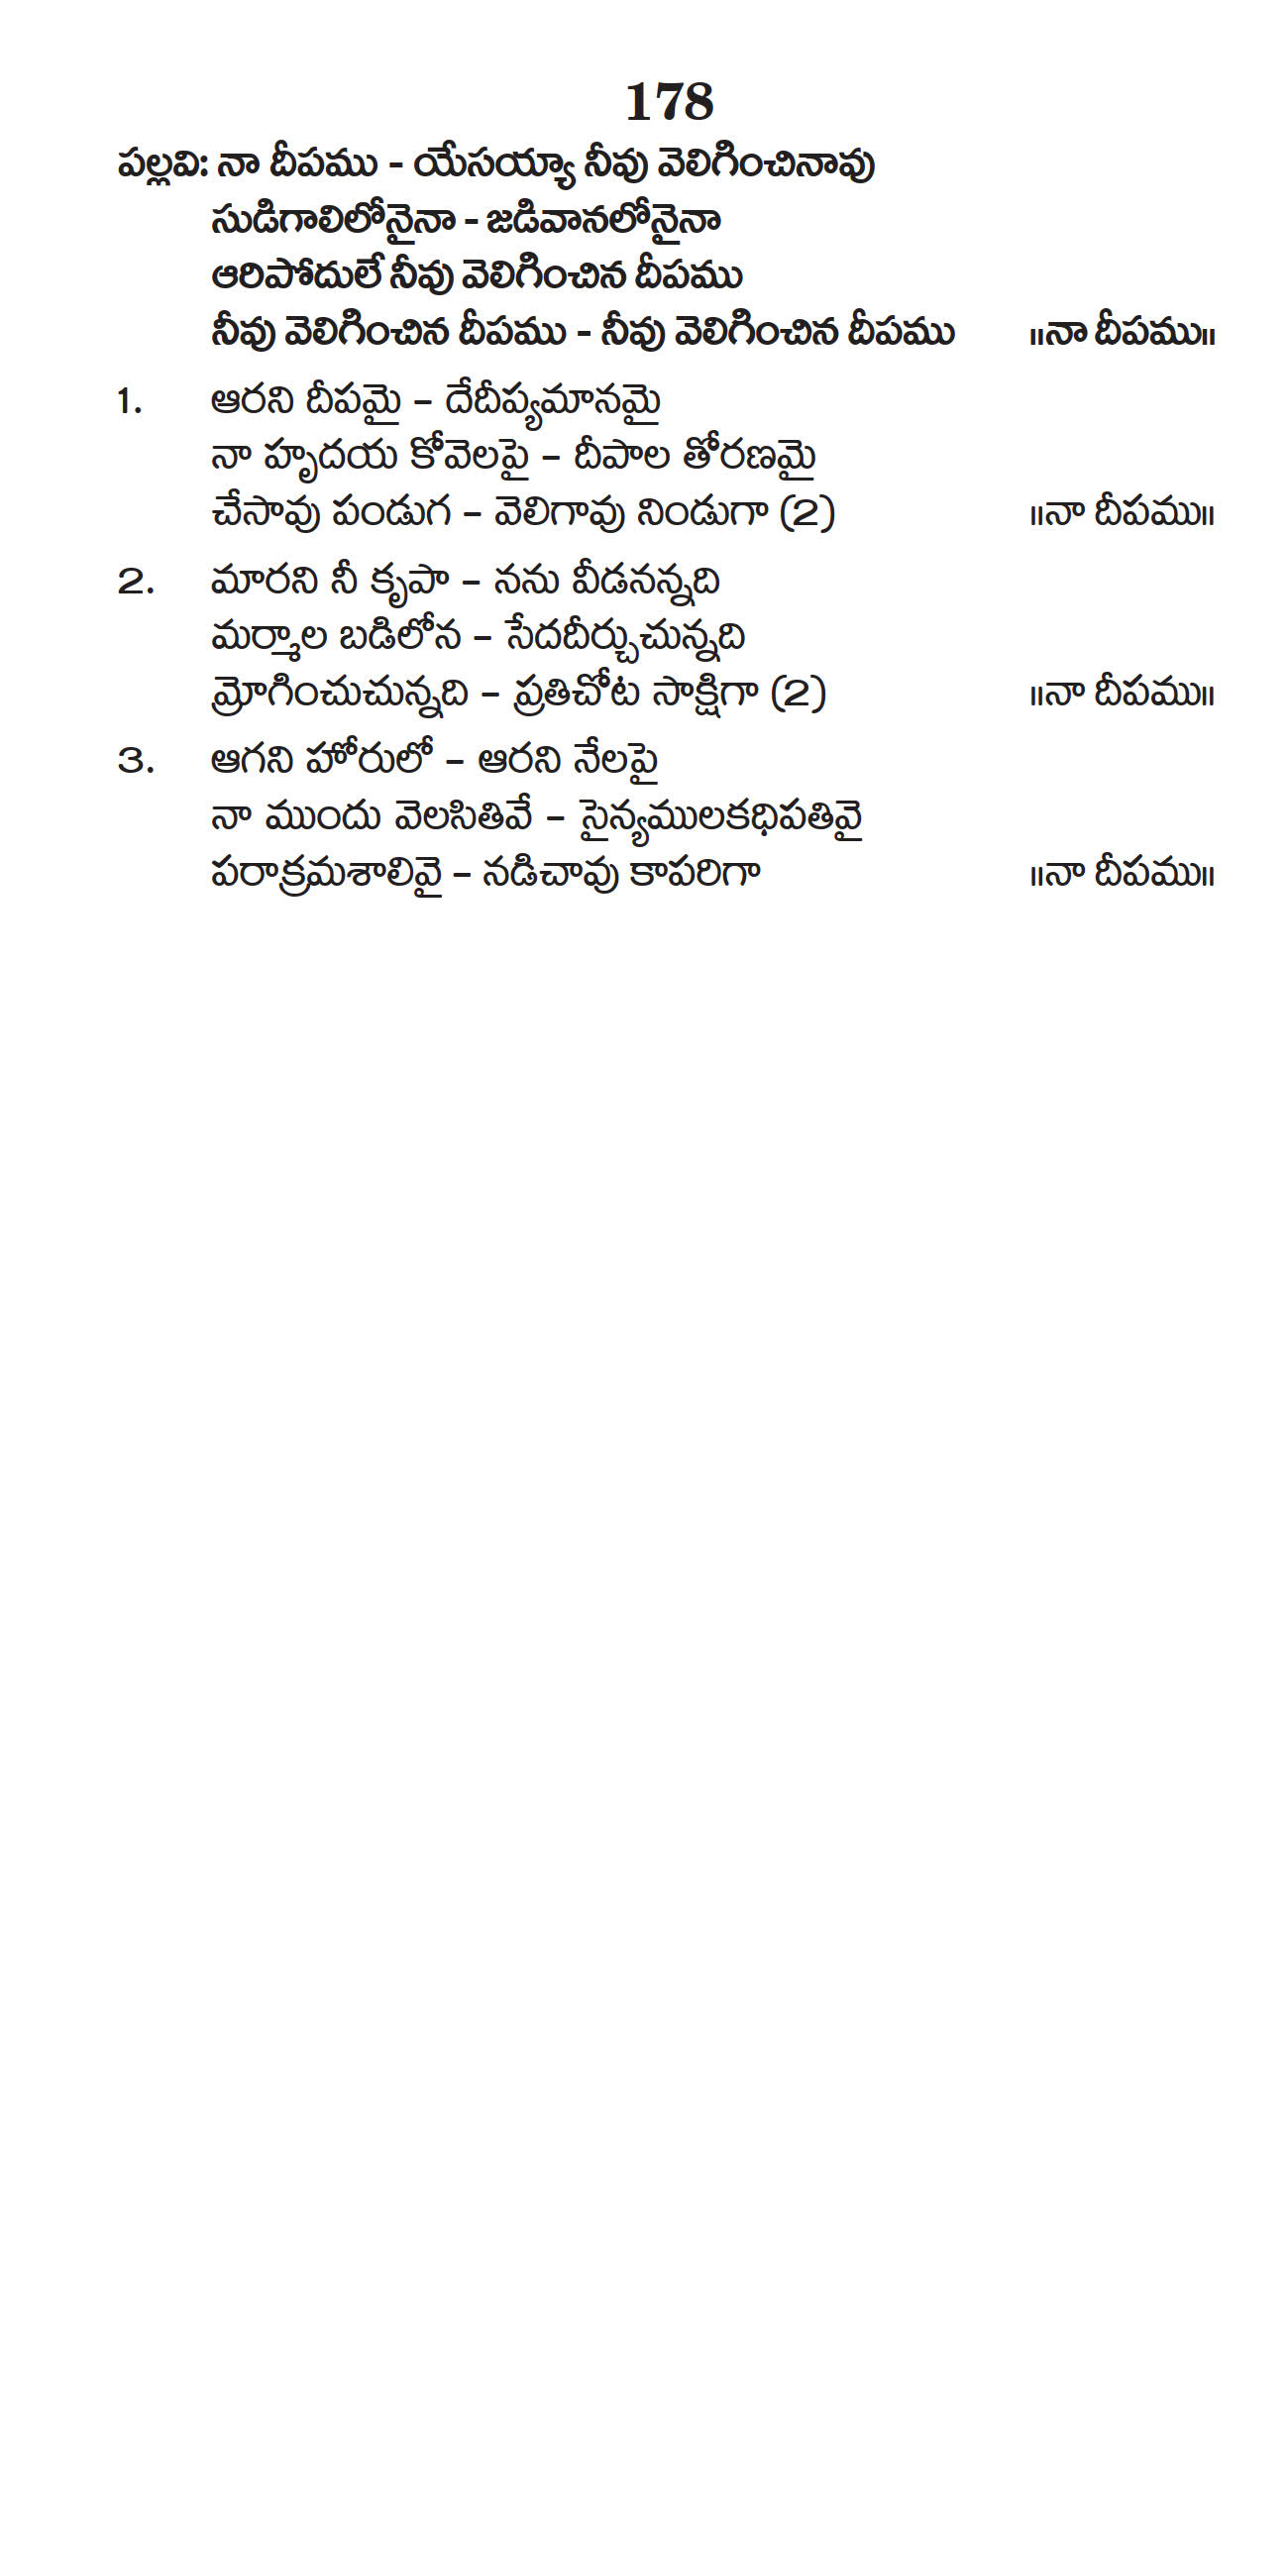 178
పల్లవి: నా దీపము - యేసయ్యా నీవు వెలిగించినావు
సుడిగాలిలోనైనా - జడివానలోనైనా
ఆరిపోదులే నీవు వెలిగించిన దీపము
నీవు వెలిగించిన దీపము - నీవు వెలిగించిన దీపము ॥నా దీపము॥
1. ఆరని దీపమై – దేదీప్యమానమై
నా హృదయ కోవెలపై – దీపాల తోరణమై
చేసావు పండుగ – వెలిగావు నిండుగా (2) ॥నా దీపము॥
2. మారని నీ కృపా – నను వీడనన్నది
మర్మాల బడిలోన – సేదదీర్చుచున్నది
మ్రోగించుచున్నది – ప్రతిచోట సాక్షిగా (2) ॥నా దీపము॥
3. ఆగని హోరులో – ఆరని నేలపై
నా ముందు వెలసితివే – సైన్యములకధిపతివై
పరాక్రమశాలివై – నడిచావు కాపరిగా ॥నా దీపము॥